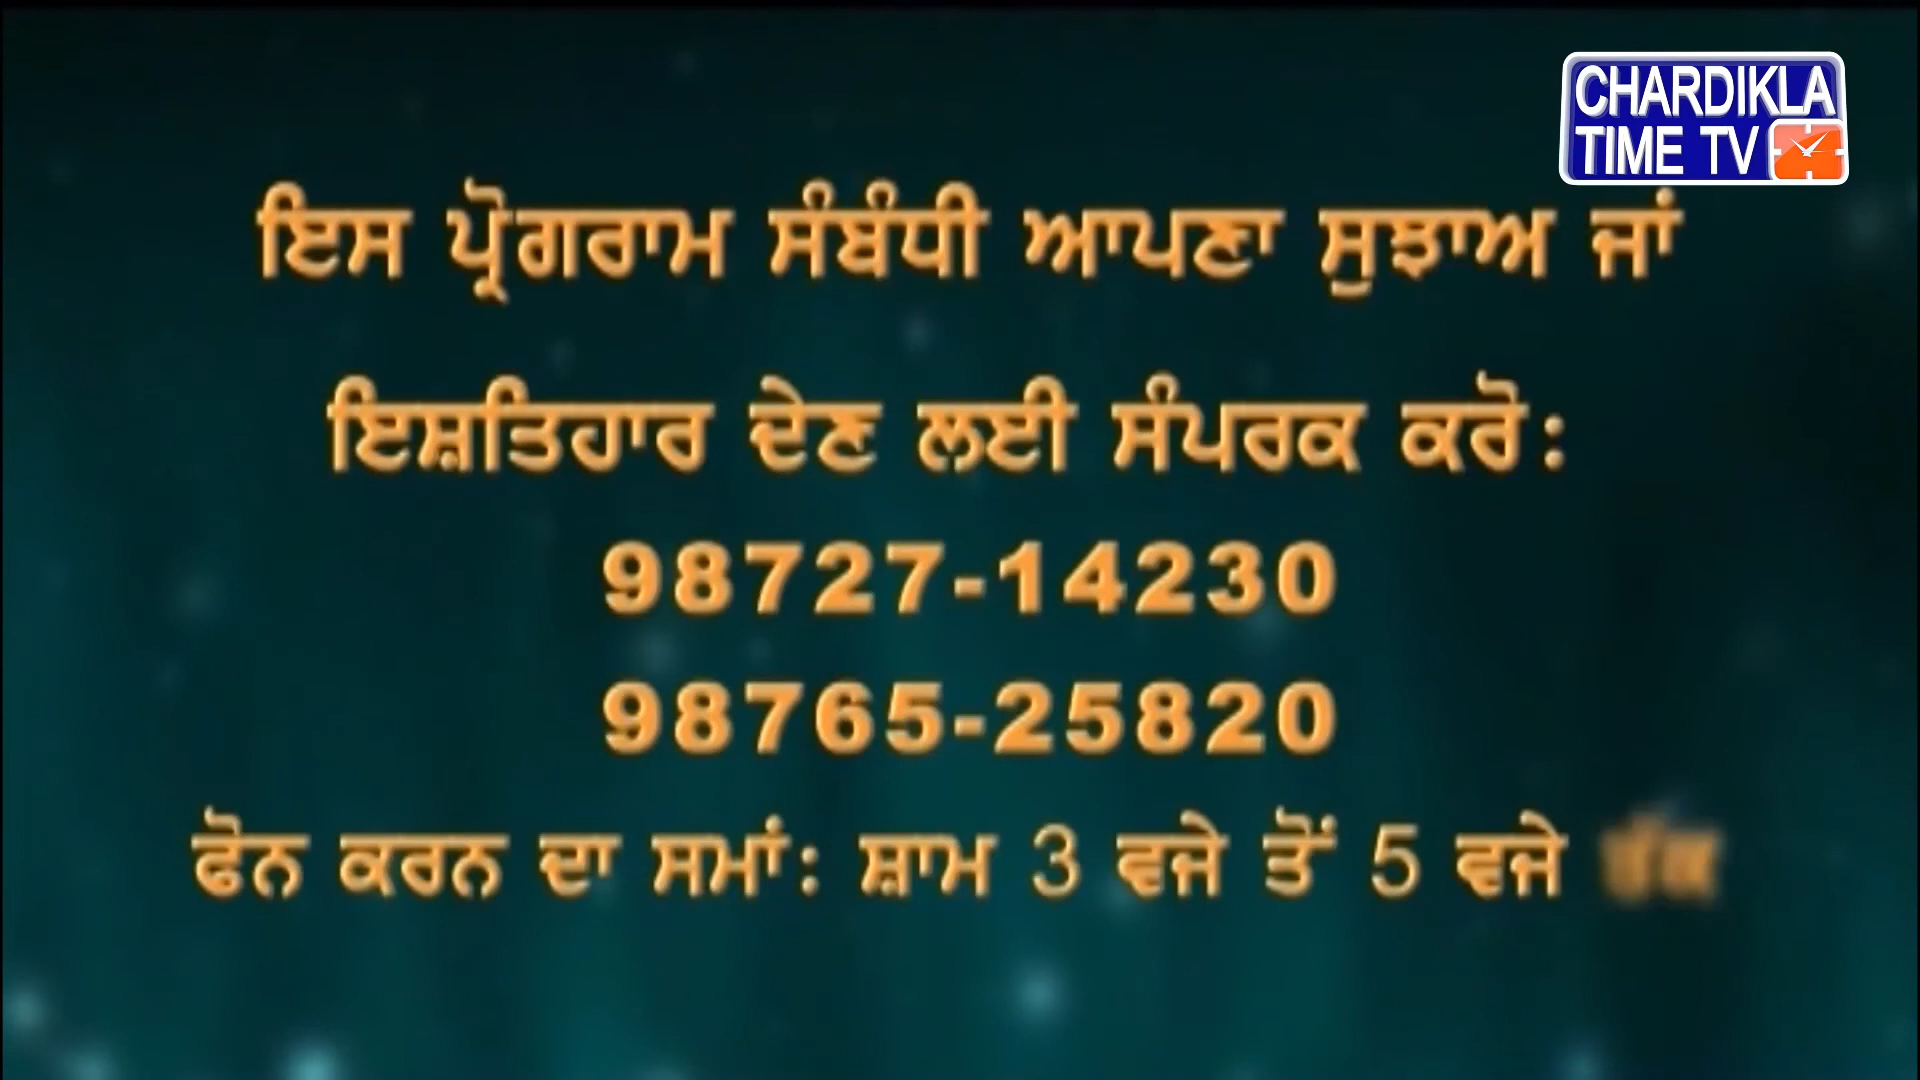 CHARDIKLA
TIME TV
ਇਸ ਪ੍ਰੋਗਰਾਮ ਸੰਬੰਧੀ ਆਪਣਾ ਸੁਝਾਅ ਜਾਂ
ਇਸ਼ਤਿਹਾਰ ਦੇਣ ਲਈ ਸੰਪਰਕ ਕਰੋ:
98727-14230
98765-25820
ਫੋਨ ਕਰਨ ਦਾ ਸਮਾਂ: ਸ਼ਾਮ 3 ਵਜੇ ਤੋਂ 5 ਵਜੇ